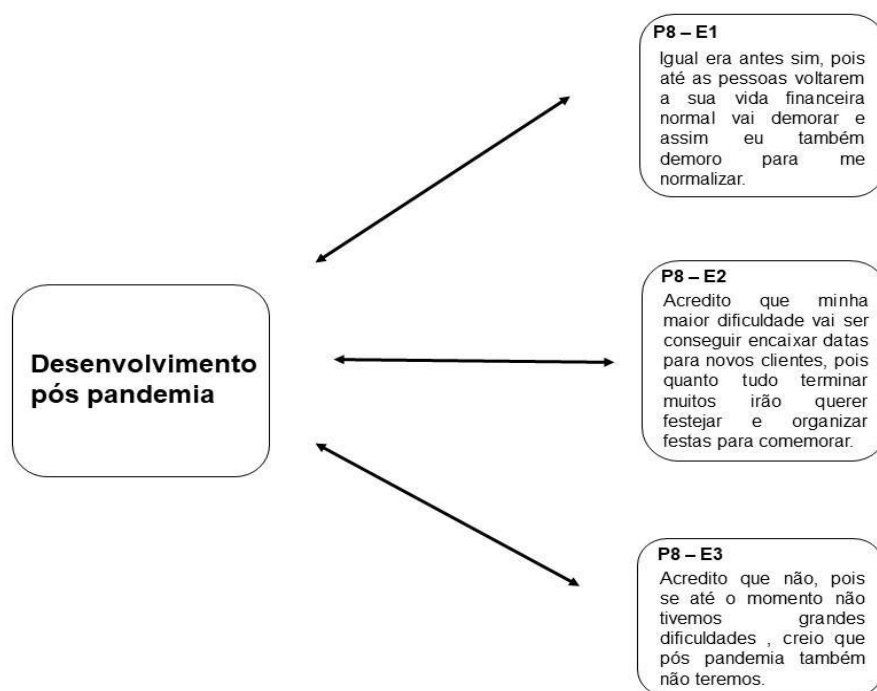 P8 – E1
Igual era antes sim, pois
até as pessoas voltarem
a sua vida financeira
normal vai demorar e
assim eu também
demoro para me
normalizar.
Desenvolvimento
pós pandemia
P8 – E2
Acredito que minha
maior dificuldade vai ser
conseguir encaixar datas
para novos clientes, pois
quanto tudo terminar
muitos irão querer
festejar e organizar
festas para comemorar.
P8 – E3
Acredito que não, pois
se até o momento não
tivemos grandes
dificuldades , creio que
pós pandemia também
não teremos.